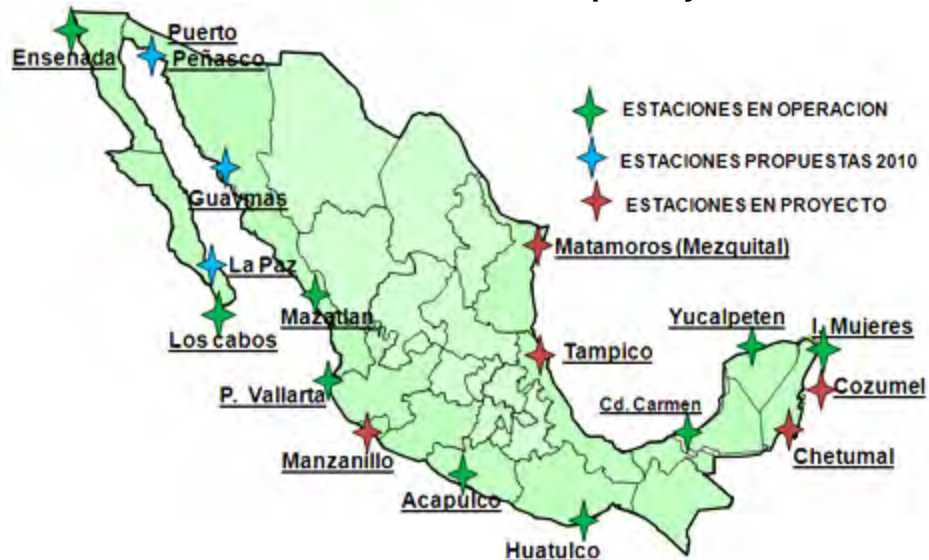 Puerto
Ensenada
Peñasco
ESTACIONES EN OPERACION
ESTACIONES PROPUESTAS 2010
Guaymas
ESTACIONES EN PROYECTO
Matamoros (Mezquital)
La Paz
Mazatlan
Yucalpeten
I. Mujeres
Los cabos
Tampico
P. Vallarta
Cozumel
Cd. Carmen
Manzanillo
Chetumal
Acapulco
Huatulco